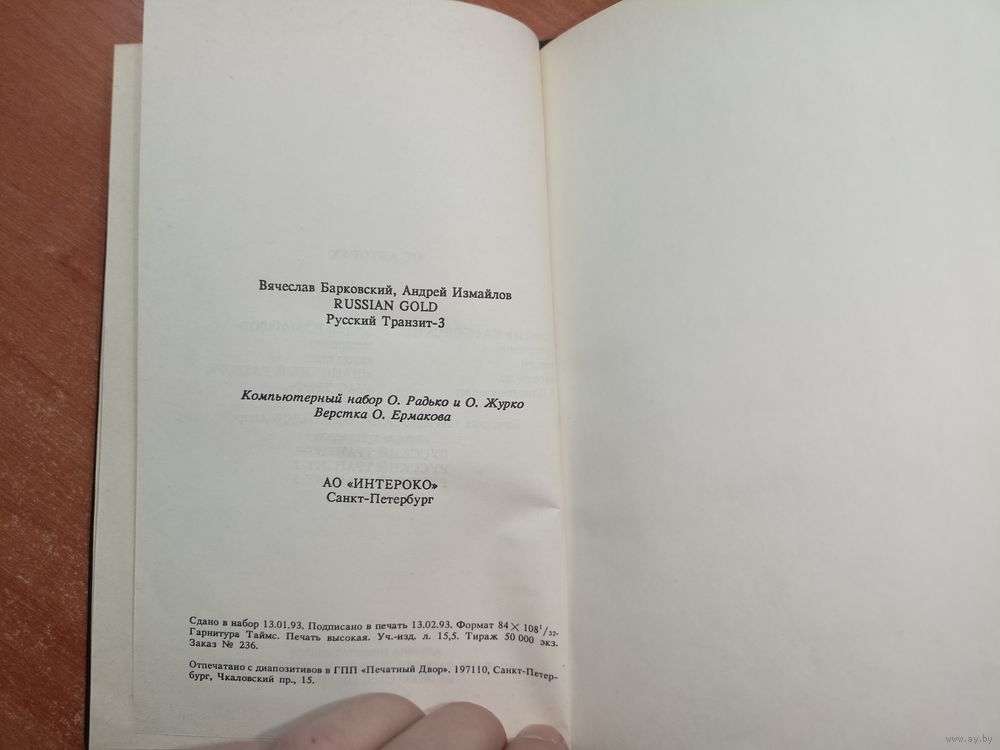 Вячеслав Барковский, Андрей Измайлов
RUSSIAN GOLD
Русский Транзит-3
Компьютерный набор О. Радько и О. Журко
Верстка О. Ермакова
АО «ИНТЕРОКО»
Санкт-Петербург
Сдано в набор 13.01.93. Подписано в печать 13.02.93. Формат 84×108¹/₃₂.
Гарнитура Таймс. Печать высокая. Уч.-изд. л. 15,5. Тираж 50 000 экз.
Заказ № 236.
Отпечатано с диапозитивов в ГПП «Печатный Двор». 197110, Санкт-Петер-
бург, Чкаловский пр., 15.
www.ay.by